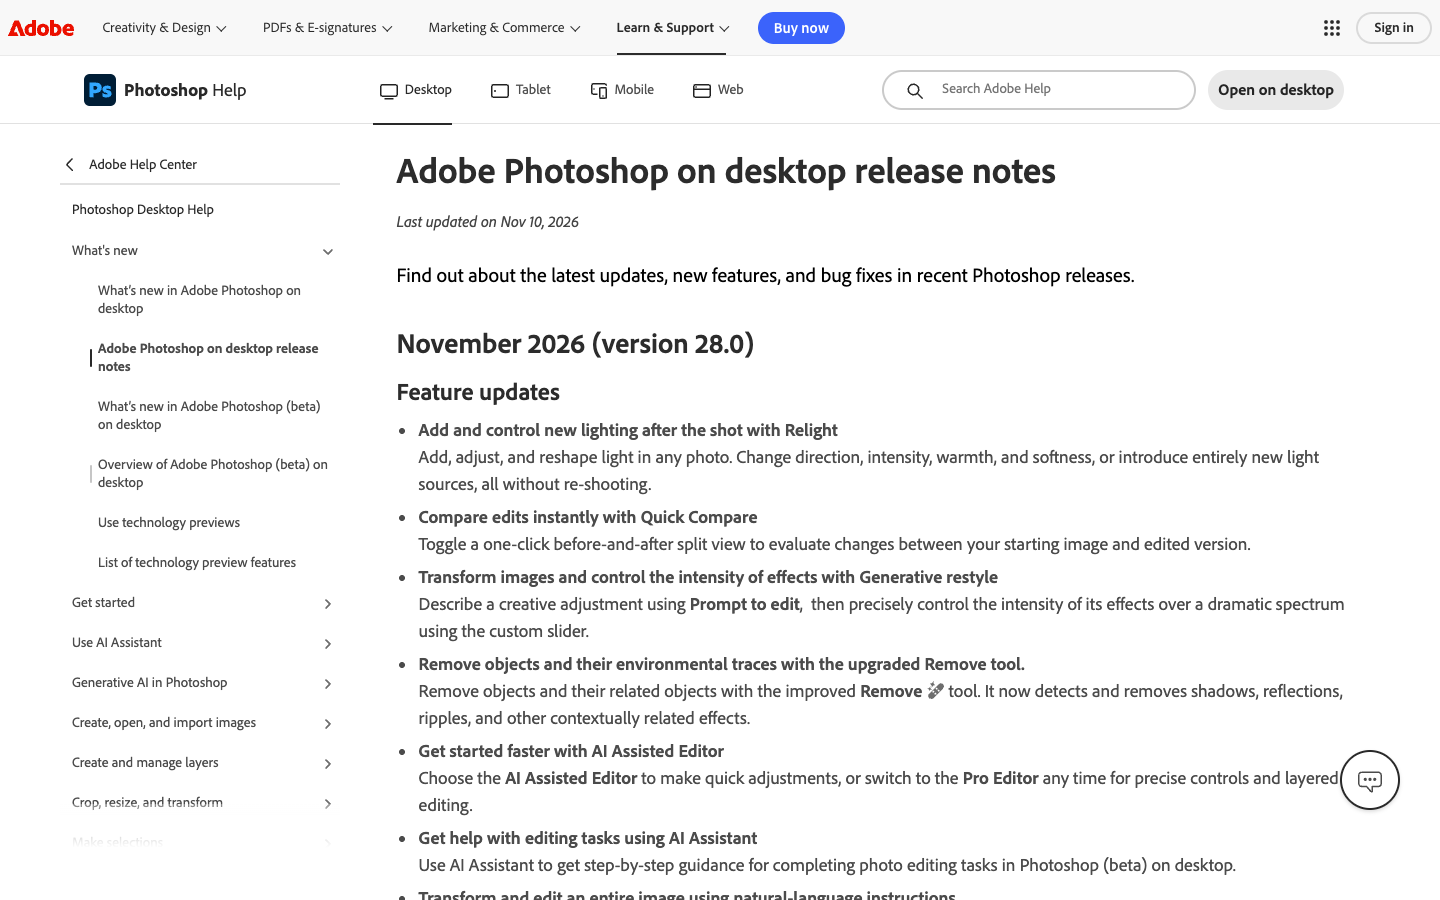 Adobe
Creativity & Design
PDFs & E-signatures
Marketing & Commerce
Learn & Support
Buy now
Sign in
Ps
Photoshop Help
Desktop
Tablet
Mobile
Web
Search Adobe Help
Open on desktop
Adobe Help Center
Photoshop Desktop Help
What's new
What's new in Adobe Photoshop on
desktop
Adobe Photoshop on desktop release
notes
What's new in Adobe Photoshop (beta)
on desktop
Overview of Adobe Photoshop (beta) on
desktop
Use technology previews
List of technology preview features
Get started
Use AI Assistant
Generative AI in Photoshop
Create, open, and import images
Create and manage layers
Crop, resize, and transform
Make selections
Adobe Photoshop on desktop release notes
Last updated on Nov 10, 2026
Find out about the latest updates, new features, and bug fixes in recent Photoshop releases.
November 2026 (version 28.0)
Feature updates
• Add and control new lighting after the shot with Relight
Add, adjust, and reshape light in any photo. Change direction, intensity, warmth, and softness, or introduce entirely new light
sources, all without re-shooting.
• Compare edits instantly with Quick Compare
Toggle a one-click before-and-after split view to evaluate changes between your starting image and edited version.
• Transform images and control the intensity of effects with Generative restyle
Describe a creative adjustment using Prompt to edit, then precisely control the intensity of its effects over a dramatic spectrum
using the custom slider.
• Remove objects and their environmental traces with the upgraded Remove tool.
Remove objects and their related objects with the improved Remove tool. It now detects and removes shadows, reflections,
ripples, and other contextually related effects.
• Get started faster with AI Assisted Editor
Choose the AI Assisted Editor to make quick adjustments, or switch to the Pro Editor any time for precise controls and layered
editing.
• Get help with editing tasks using AI Assistant
Use AI Assistant to get step-by-step guidance for completing photo editing tasks in Photoshop (beta) on desktop.
• Transform and edit an entire image using natural-language instructions